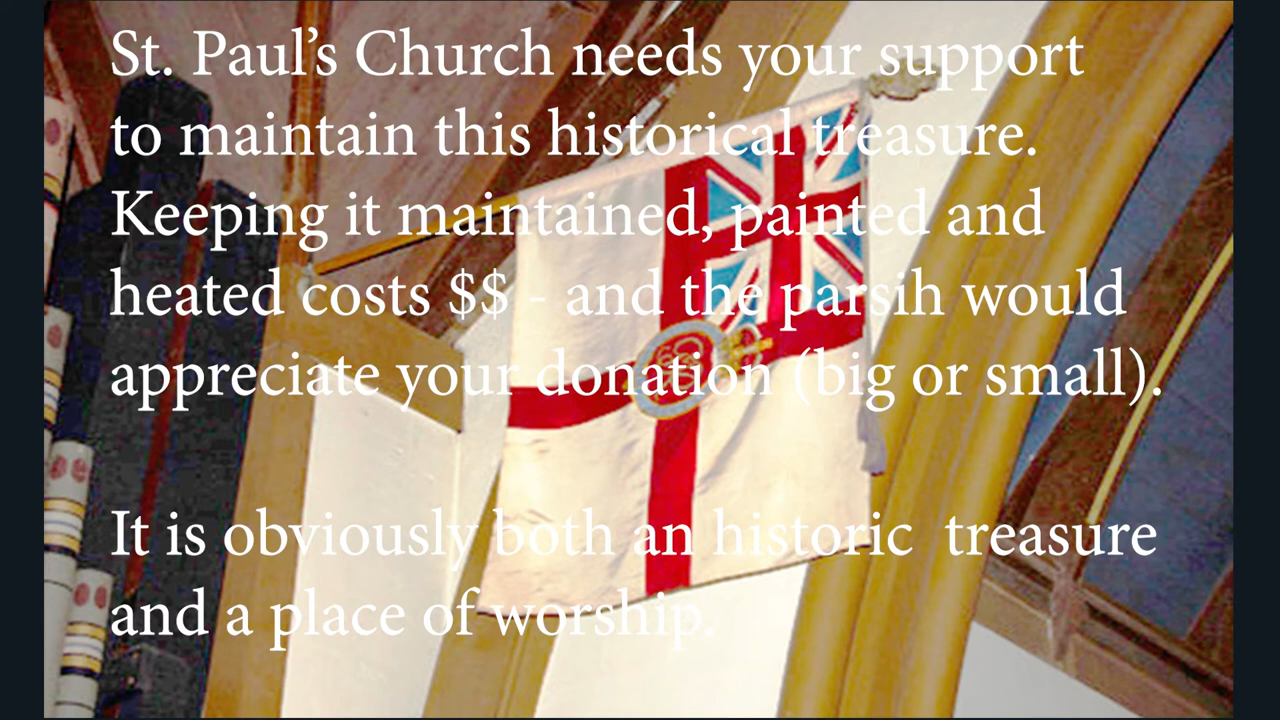 St. Paul’s Church needs your support
to maintain this historical treasure.
Keeping it maintained, painted and
heated costs $$ - and the parsih would
appreciate your donation (big or small).
It is obviously both an historic  treasure
and a place of worship.